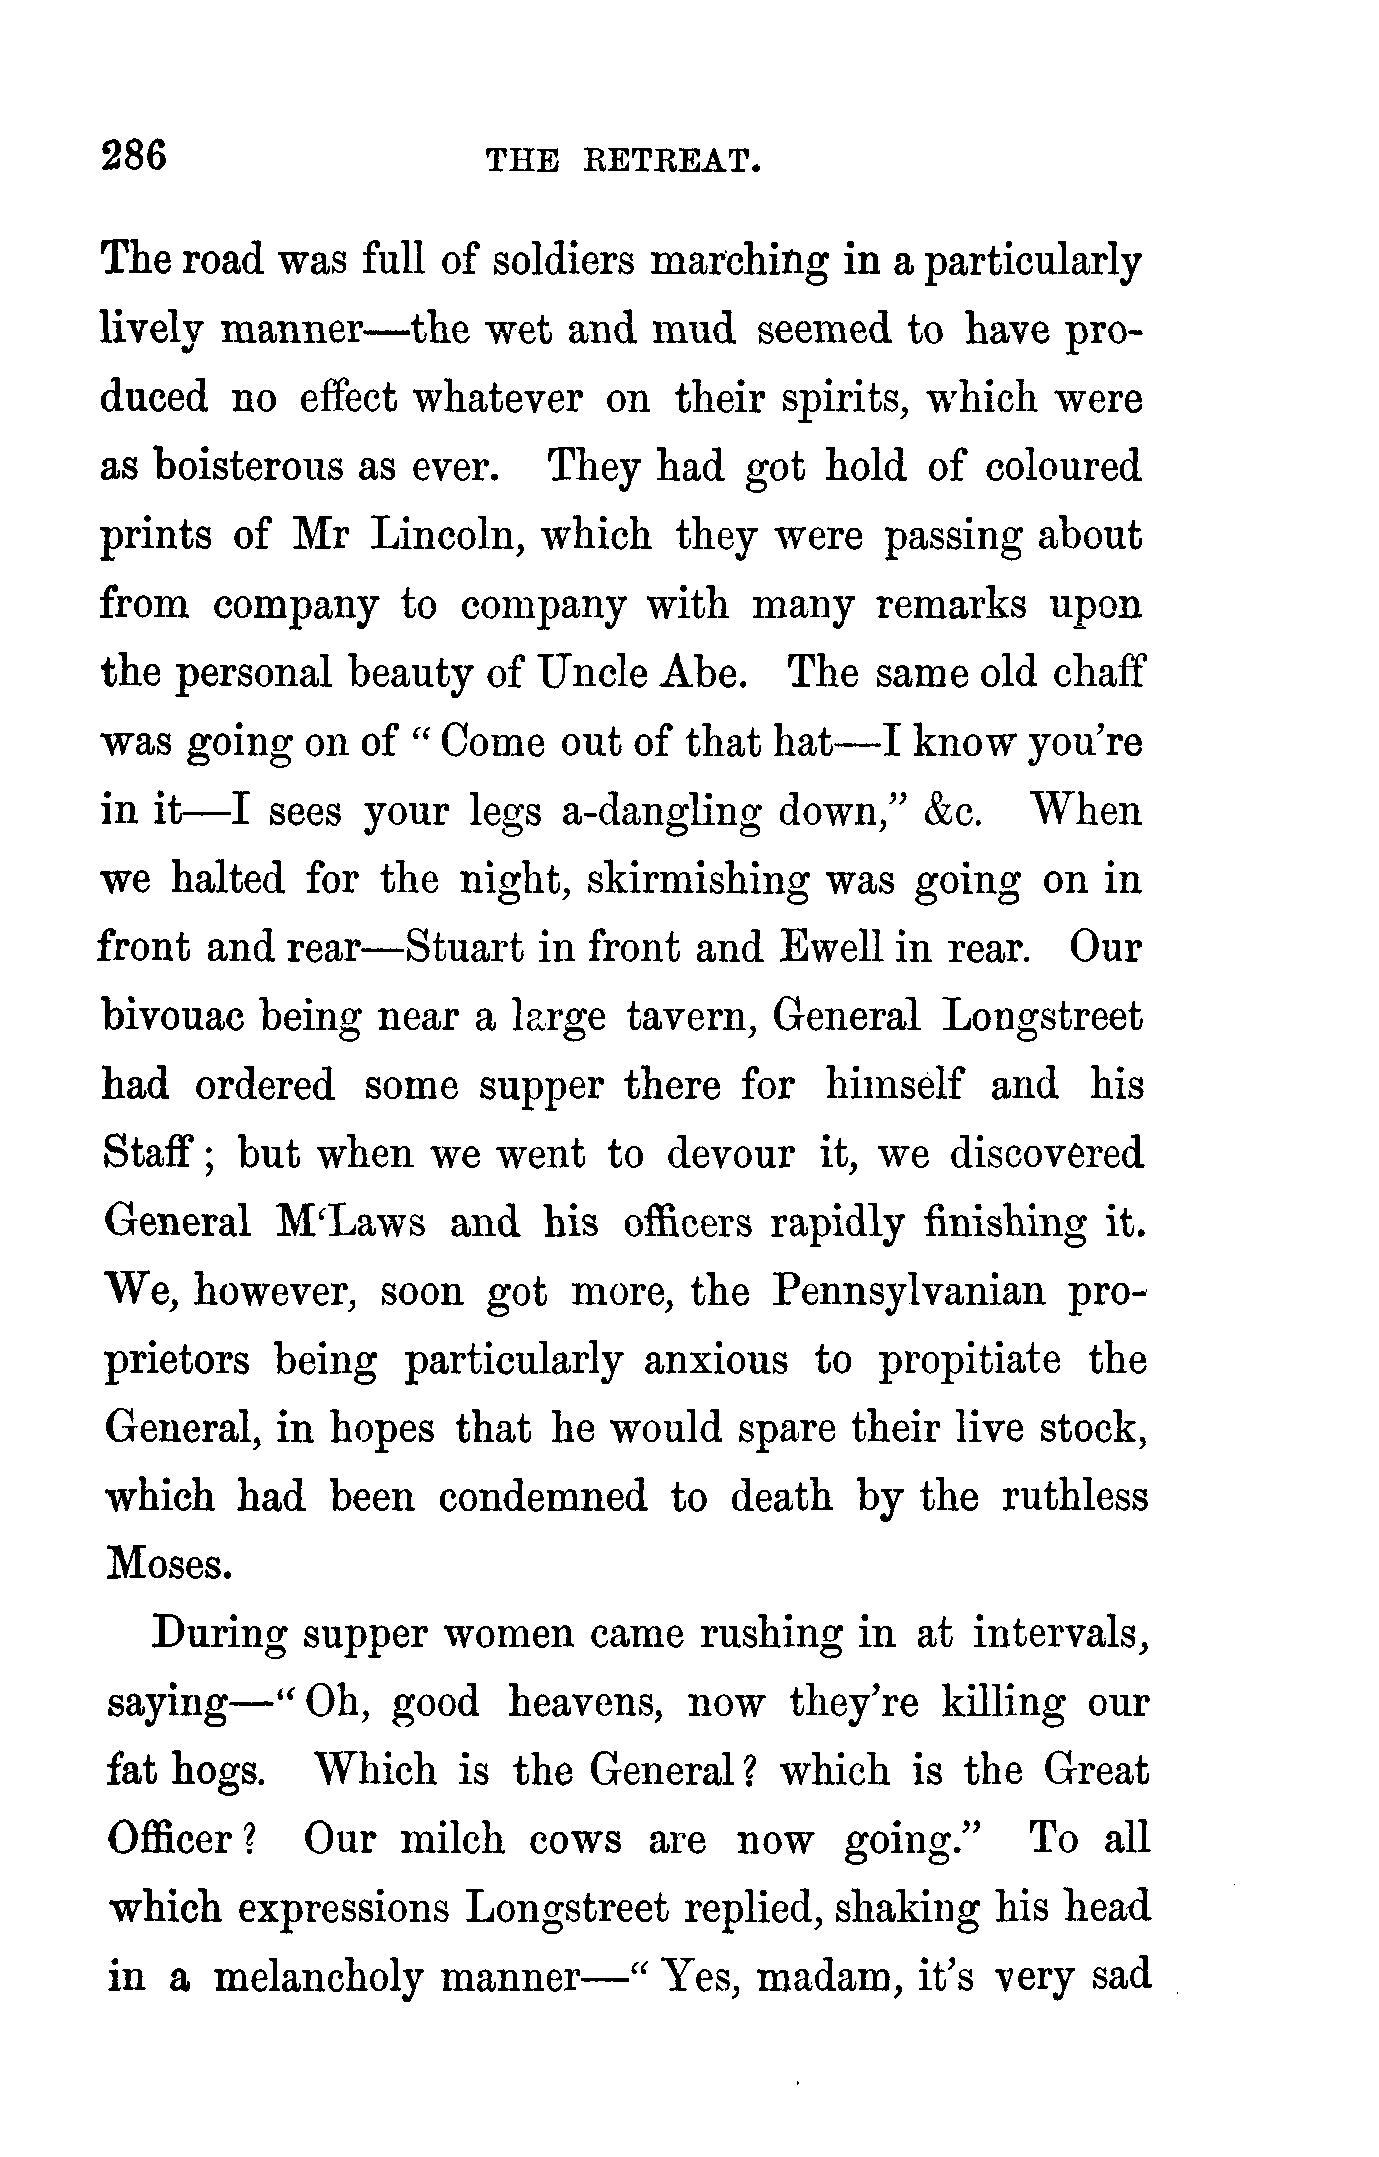 286 THE RETREAT.
The road was full of soldiers marching in a particularly
lively manner—the wet and mud seemed to have pro-
duced no effect whatever on their spirits, which were
as boisterous as ever. They had got hold of coloured
prints of Mr Lincoln, which they were passing about
from company to company with many remarks upon
the personal beauty of Uncle Abe. The same old chaff
was going on of “ Come out of that hat—I know you’re
in it—I sees your legs a-dangling down,” &c. When
we halted for the night, skirmishing was going on in
front and rear—Stuart in front and Ewell in rear. Our
bivouac being near a large tavern, General Longstreet
had ordered some supper there for himself and his
Staff ; but when we went to devour it, we discovered
General M‘Laws and his officers rapidly finishing it.
We, however, soon got more, the Pennsylvanian pro-
prietors being particularly anxious to propitiate the
General, in hopes that he would spare their live stock,
which had been condemned to death by the ruthless
Moses.
During supper women came rushing in at intervals,
saying—“ Oh, good heavens, now they’re killing our
fat hogs. Which is the General ? which is the Great
Officer ? Our milch cows are now going.” To all
which expressions Longstreet replied, shaking his head
in a melancholy manner—“ Yes, madam, it’s very sad